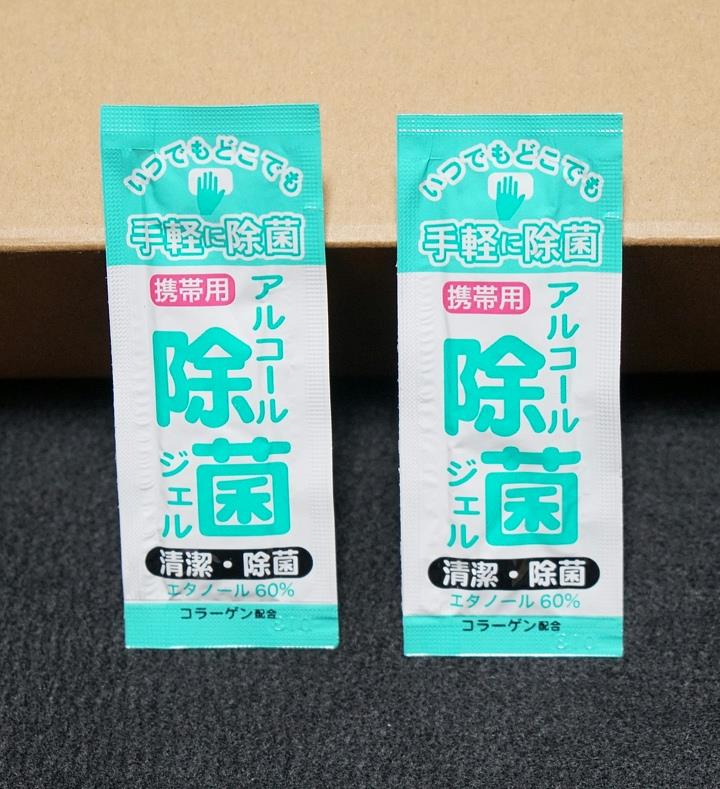 いつでもどこでも
手軽に除菌
携帯用
アルコール
除菌
ジェル
清潔・除菌
エタノール 60%
コラーゲン配合
いつでもどこでも
手軽に除菌
携帯用
アルコール
除菌
ジェル
清潔・除菌
エタノール 60%
コラーゲン配合